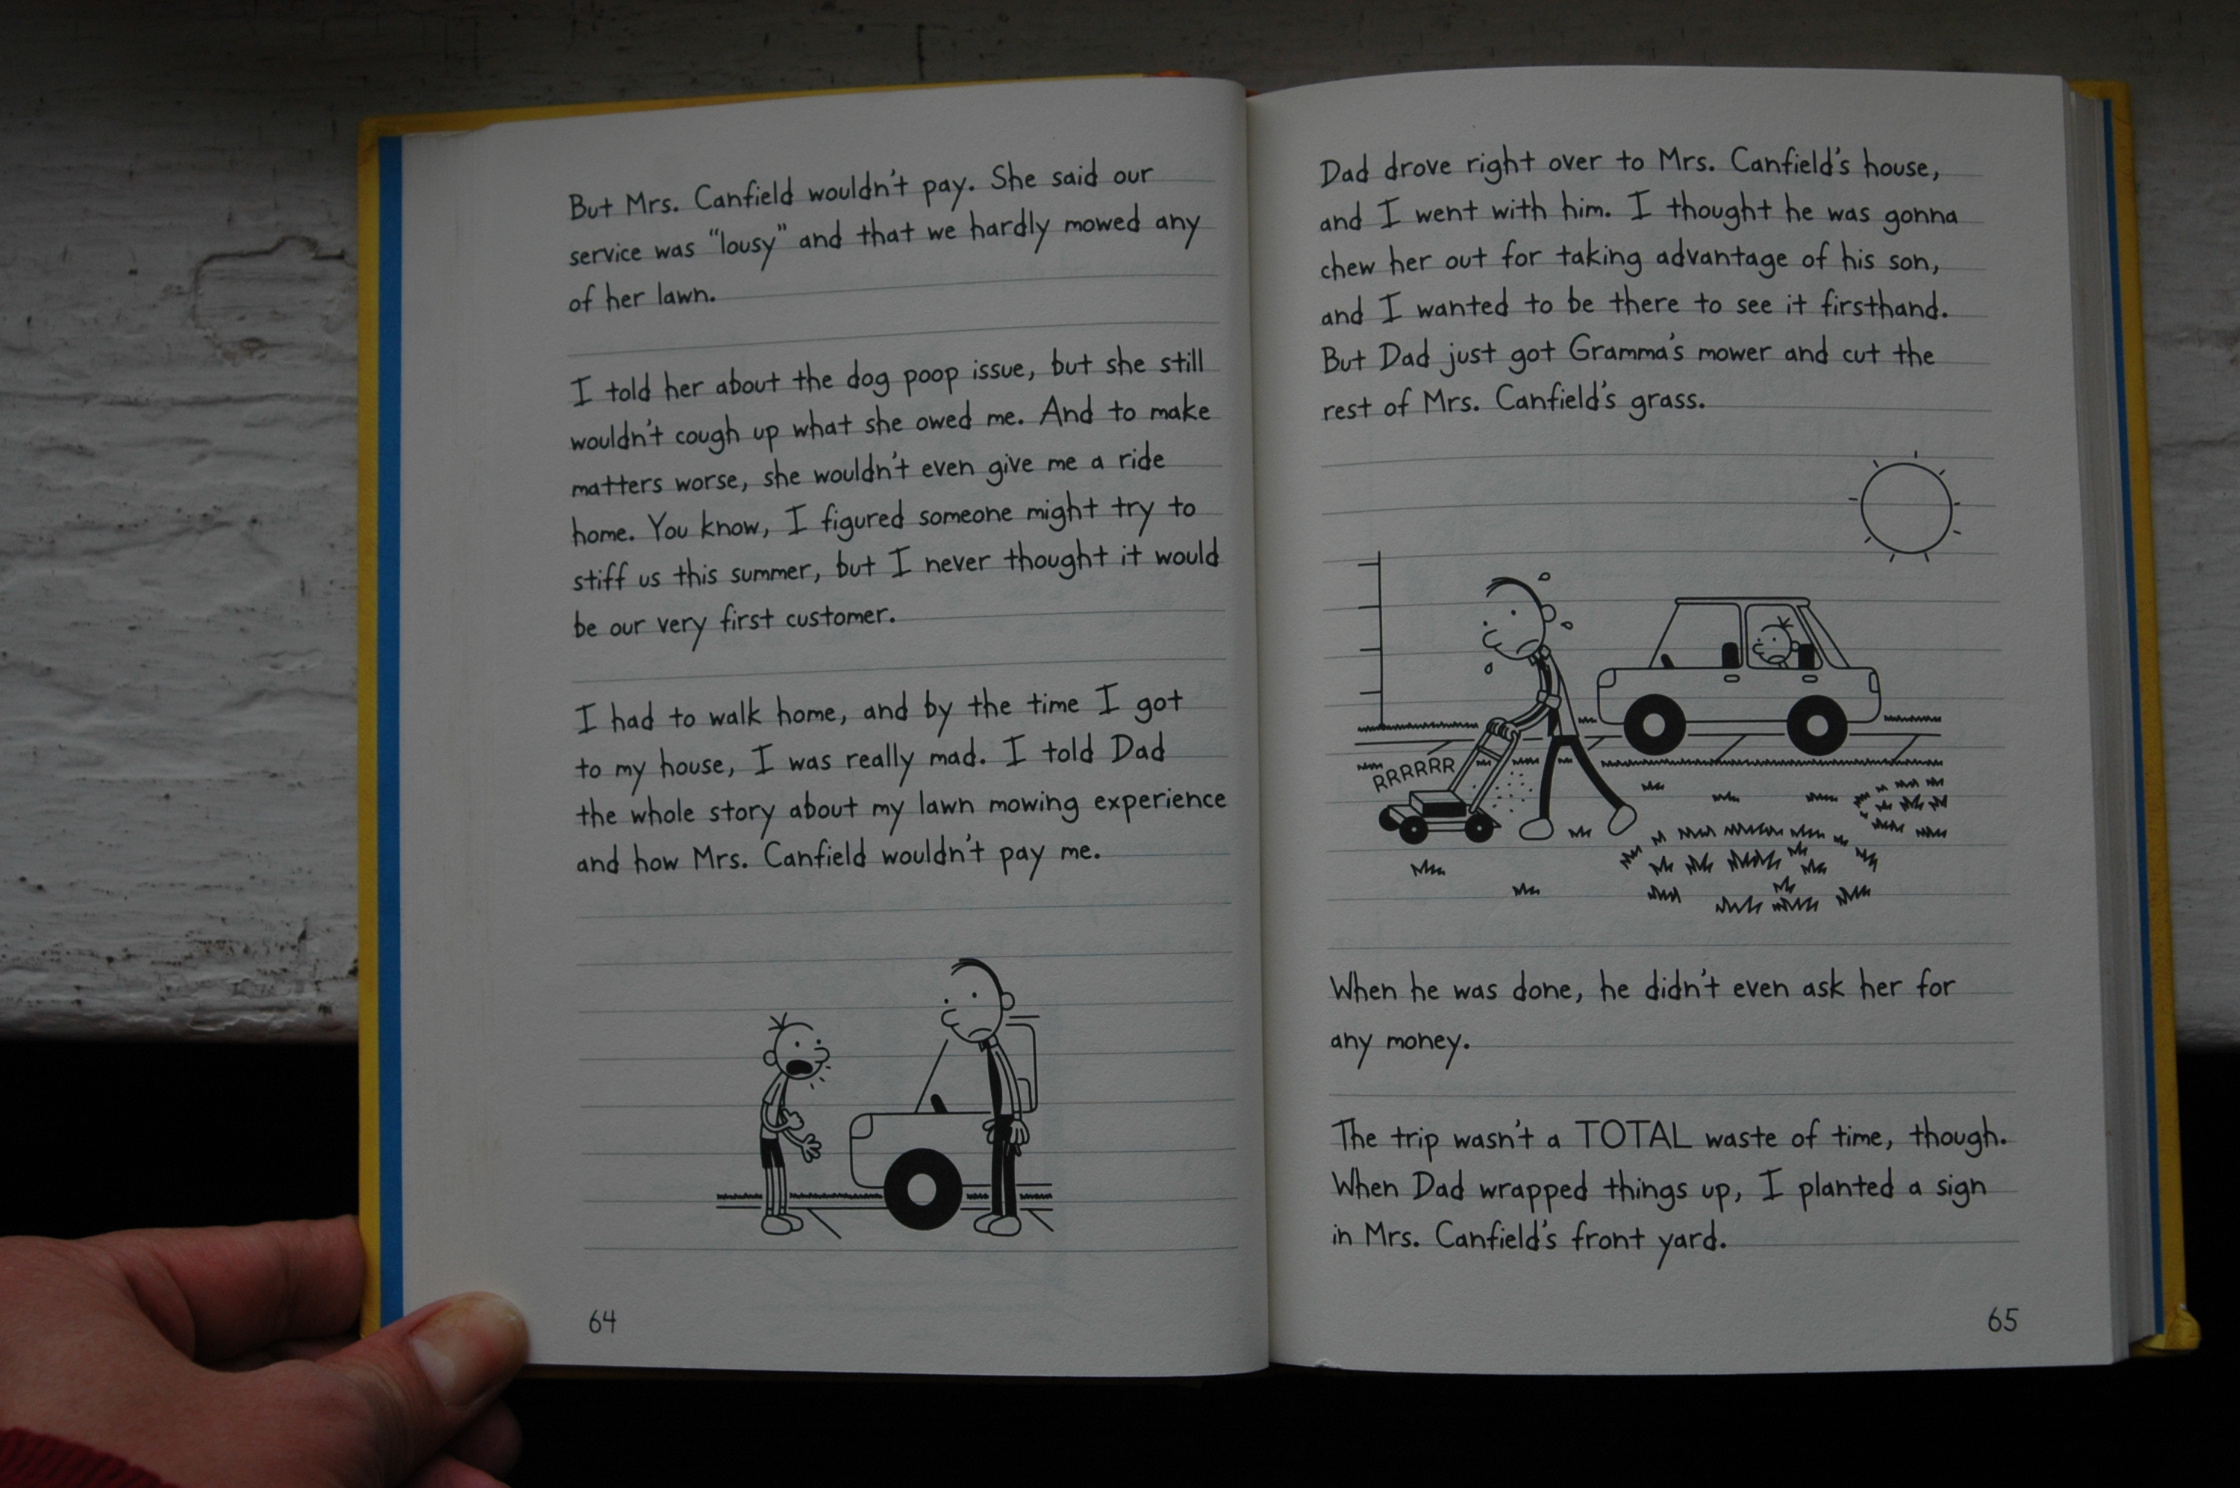 But Mrs. Canfield wouldn't pay. She said our
service was "lousy" and that we hardly mowed any
of her lawn.
I told her about the dog poop issue, but she still
wouldn't cough up what she owed me. And to make
matters worse, she wouldn't even give me a ride
home. You know, I figured someone might try to
stiff us this summer, but I never thought it would
be our very first customer.
I had to walk home, and by the time I got
to my house, I was really mad. I told Dad
the whole story about my lawn mowing experience
and how Mrs. Canfield wouldn't pay me.
64
Dad drove right over to Mrs. Canfield's house,
and I went with him. I thought he was gonna
chew her out for taking advantage of his son,
and I wanted to be there to see it firsthand.
But Dad just got Gramma's mower and cut the
rest of Mrs. Canfield's grass.
RRRRRR
When he was done, he didn't even ask her for
any money.
The trip wasn't a TOTAL waste of time, though.
When Dad wrapped things up, I planted a sign
in Mrs. Canfield's front yard.
65